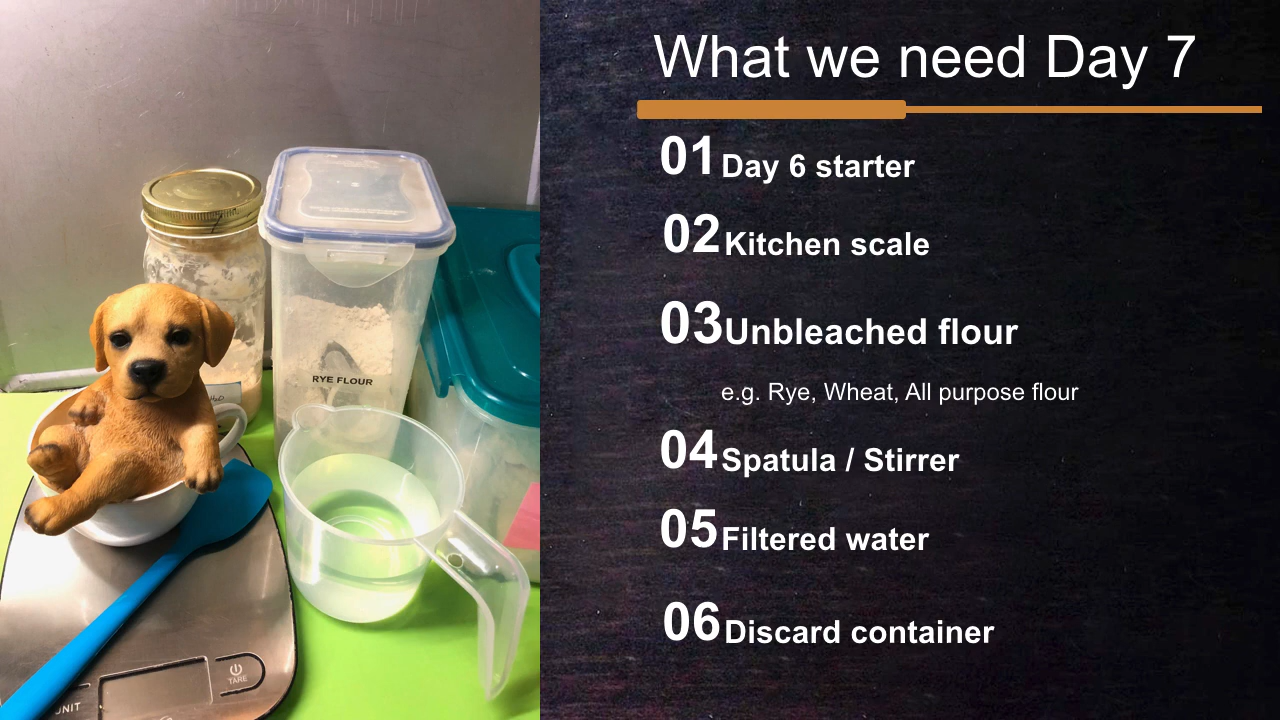 What we need Day 7
01 Day 6 starter
02 Kitchen scale
03 Unbleached flour
e.g. Rye, Wheat, All purpose flour
04 Spatula / Stirrer
05 Filtered water
06 Discard container
RYE FLOUR
H₂O
TARE
UNIT